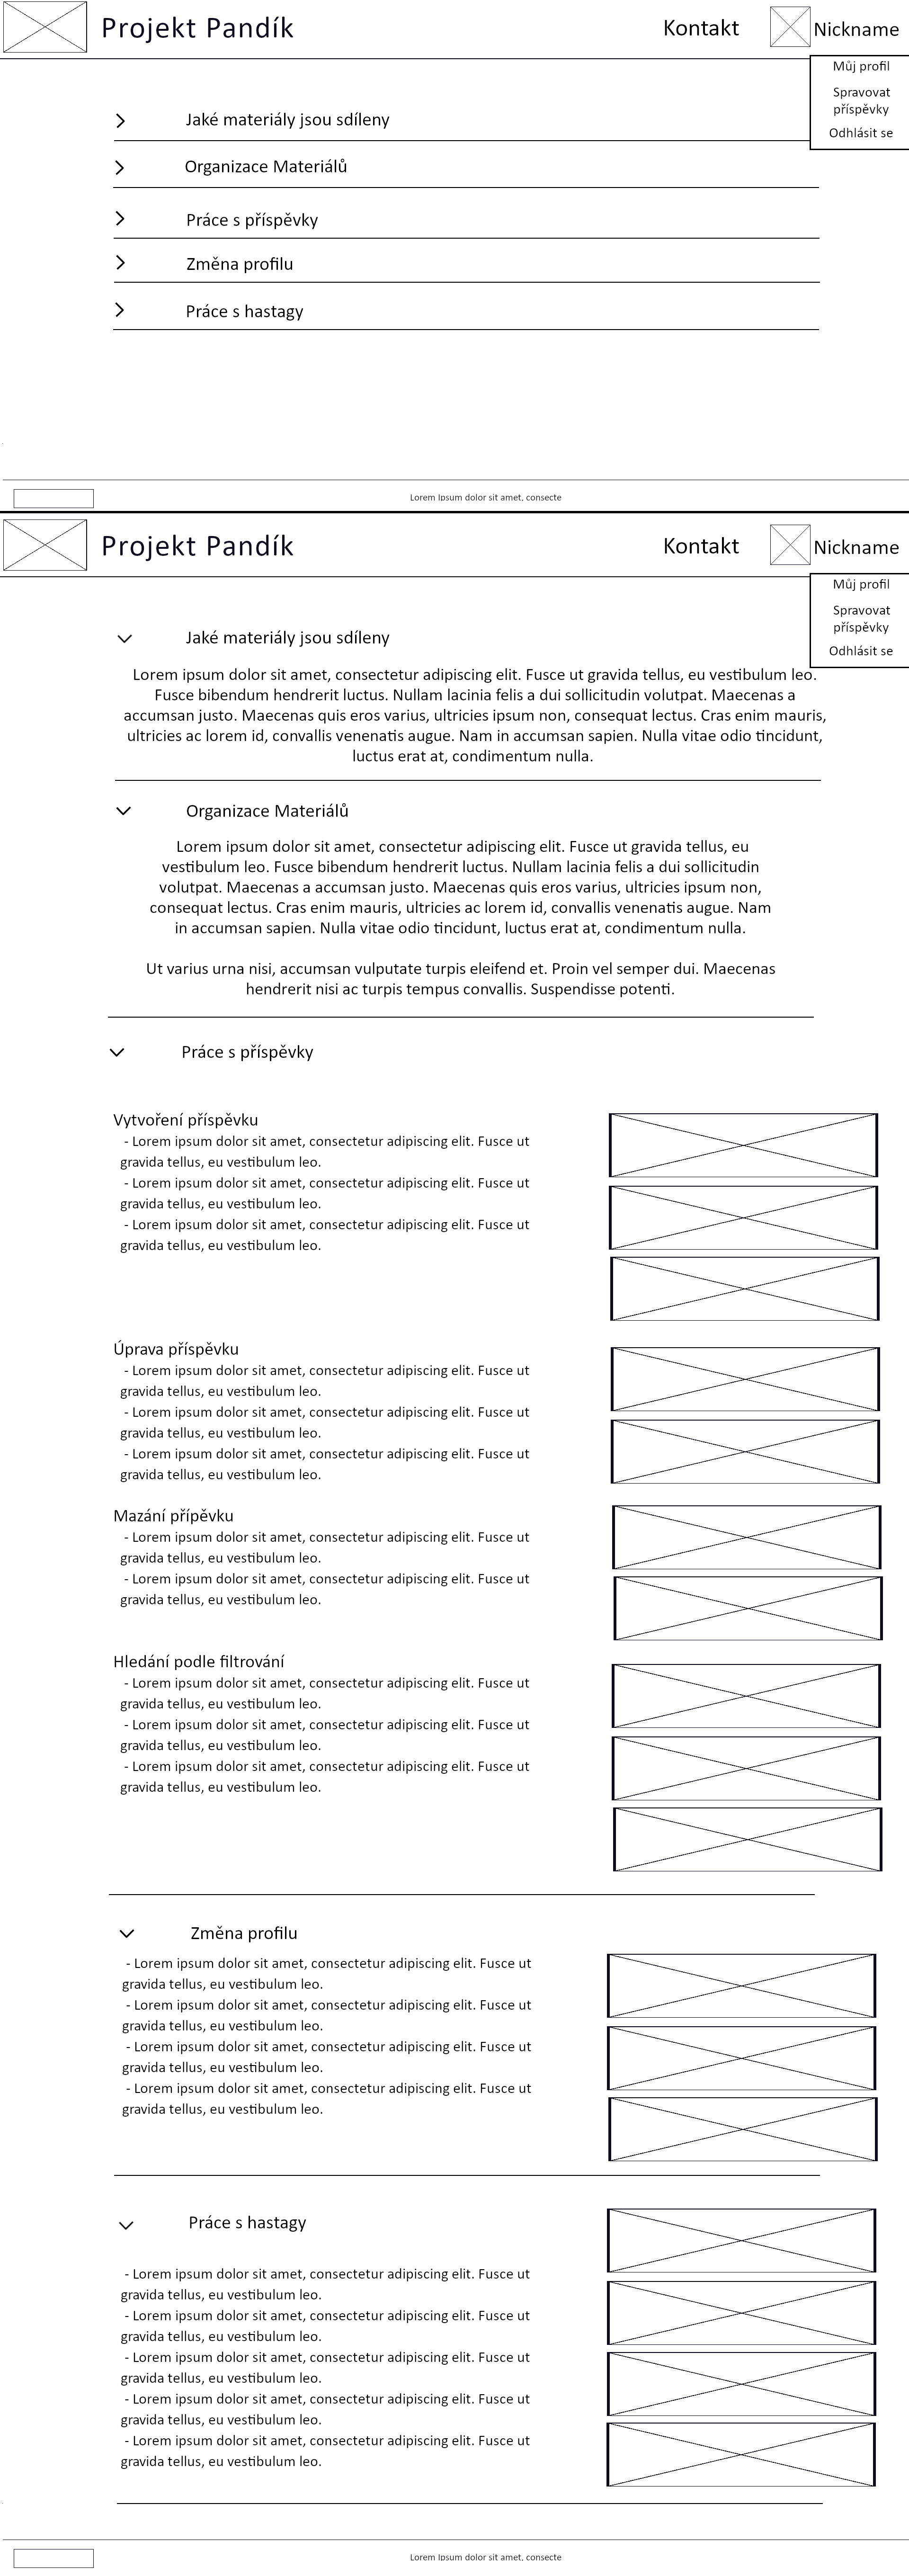 Projekt Pandík
Kontakt
Nickname
Můj profil
Spravovat
příspěvky
Odhlásit se
Jaké materiály jsou sdíleny
Organizace Materiálů
Práce s příspěvky
Změna profilu
Práce s hastagy
Lorem Ipsum dolor sit amet, consecte
Projekt Pandík
Kontakt
Nickname
Můj profil
Spravovat
příspěvky
Odhlásit se
Jaké materiály jsou sdíleny
Lorem ipsum dolor sit amet, consectetur adipiscing elit. Fusce ut gravida tellus, eu vestibulum leo.
Fusce bibendum hendrerit luctus. Nullam lacinia felis a dui sollicitudin volutpat. Maecenas a
accumsan justo. Maecenas quis eros varius, ultricies ipsum non, consequat lectus. Cras enim mauris,
ultricies ac lorem id, convallis venenatis augue. Nam in accumsan sapien. Nulla vitae odio tincidunt,
luctus erat at, condimentum nulla.
Organizace Materiálů
Lorem ipsum dolor sit amet, consectetur adipiscing elit. Fusce ut gravida tellus, eu
vestibulum leo. Fusce bibendum hendrerit luctus. Nullam lacinia felis a dui sollicitudin
volutpat. Maecenas a accumsan justo. Maecenas quis eros varius, ultricies ipsum non,
consequat lectus. Cras enim mauris, ultricies ac lorem id, convallis venenatis augue. Nam
in accumsan sapien. Nulla vitae odio tincidunt, luctus erat at, condimentum nulla.
Ut varius urna nisi, accumsan vulputate turpis eleifend et. Proin vel semper dui. Maecenas
hendrerit nisi ac turpis tempus convallis. Suspendisse potenti.
Práce s příspěvky
Vytvoření příspěvku
- Lorem ipsum dolor sit amet, consectetur adipiscing elit. Fusce ut
gravida tellus, eu vestibulum leo.
- Lorem ipsum dolor sit amet, consectetur adipiscing elit. Fusce ut
gravida tellus, eu vestibulum leo.
- Lorem ipsum dolor sit amet, consectetur adipiscing elit. Fusce ut
gravida tellus, eu vestibulum leo.
Úprava příspěvku
- Lorem ipsum dolor sit amet, consectetur adipiscing elit. Fusce ut
gravida tellus, eu vestibulum leo.
- Lorem ipsum dolor sit amet, consectetur adipiscing elit. Fusce ut
gravida tellus, eu vestibulum leo.
- Lorem ipsum dolor sit amet, consectetur adipiscing elit. Fusce ut
gravida tellus, eu vestibulum leo.
Mazání přípěvku
- Lorem ipsum dolor sit amet, consectetur adipiscing elit. Fusce ut
gravida tellus, eu vestibulum leo.
- Lorem ipsum dolor sit amet, consectetur adipiscing elit. Fusce ut
gravida tellus, eu vestibulum leo.
Hledání podle filtrování
- Lorem ipsum dolor sit amet, consectetur adipiscing elit. Fusce ut
gravida tellus, eu vestibulum leo.
- Lorem ipsum dolor sit amet, consectetur adipiscing elit. Fusce ut
gravida tellus, eu vestibulum leo.
- Lorem ipsum dolor sit amet, consectetur adipiscing elit. Fusce ut
gravida tellus, eu vestibulum leo.
Změna profilu
- Lorem ipsum dolor sit amet, consectetur adipiscing elit. Fusce ut
gravida tellus, eu vestibulum leo.
- Lorem ipsum dolor sit amet, consectetur adipiscing elit. Fusce ut
gravida tellus, eu vestibulum leo.
- Lorem ipsum dolor sit amet, consectetur adipiscing elit. Fusce ut
gravida tellus, eu vestibulum leo.
- Lorem ipsum dolor sit amet, consectetur adipiscing elit. Fusce ut
gravida tellus, eu vestibulum leo.
Práce s hastagy
- Lorem ipsum dolor sit amet, consectetur adipiscing elit. Fusce ut
gravida tellus, eu vestibulum leo.
- Lorem ipsum dolor sit amet, consectetur adipiscing elit. Fusce ut
gravida tellus, eu vestibulum leo.
- Lorem ipsum dolor sit amet, consectetur adipiscing elit. Fusce ut
gravida tellus, eu vestibulum leo.
- Lorem ipsum dolor sit amet, consectetur adipiscing elit. Fusce ut
gravida tellus, eu vestibulum leo.
- Lorem ipsum dolor sit amet, consectetur adipiscing elit. Fusce ut
gravida tellus, eu vestibulum leo.
Lorem Ipsum dolor sit amet, consecte